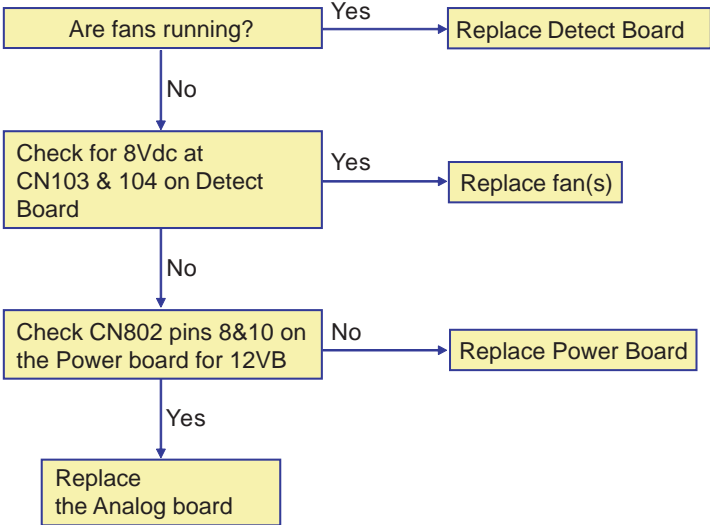 Are fans running?
Yes
Replace Detect Board
No
Check for 8Vdc at
CN103 & 104 on Detect
Board
Yes
Replace fan(s)
No
Check CN802 pins 8&10 on
the Power board for 12VB
No
Replace Power Board
Yes
Replace
the Analog board